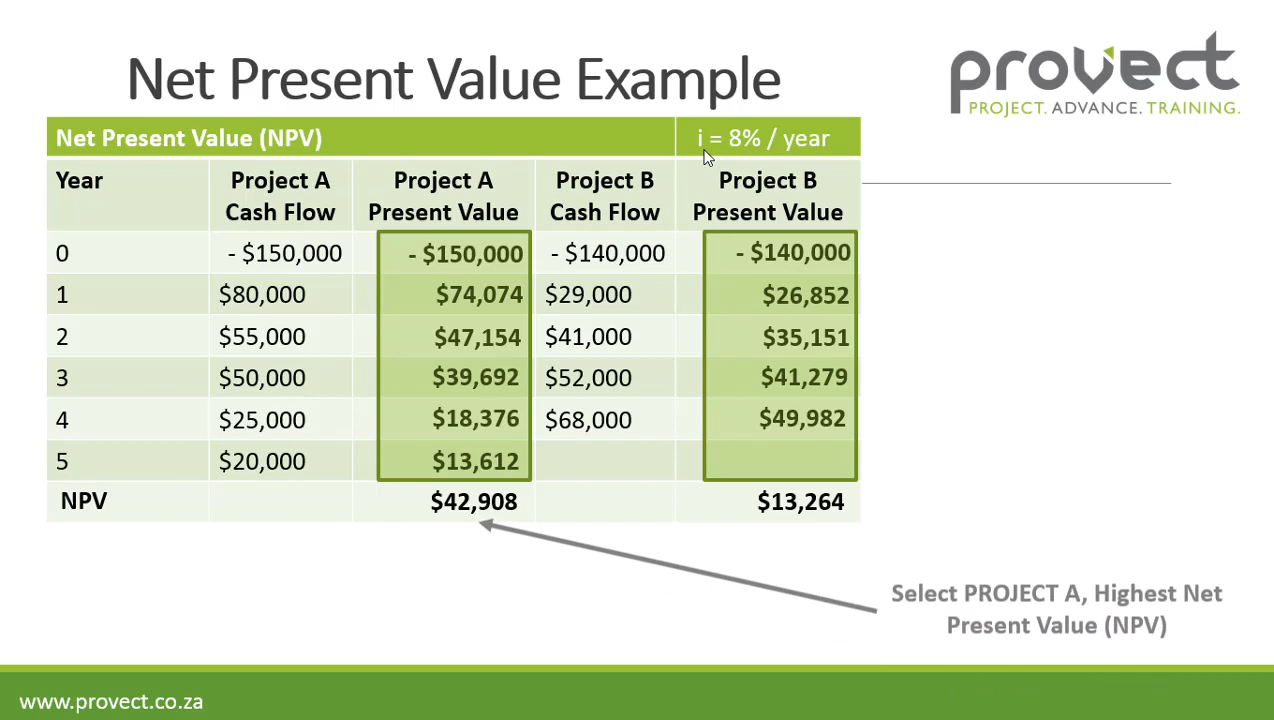 Net Present Value Example
provect
PROJECT. ADVANCE. TRAINING.
Net Present Value (NPV) i = 8% / year
Year Project A Cash Flow Project A Present Value Project B Cash Flow Project B Present Value
0 - $150,000 - $150,000 - $140,000 - $140,000
1 $80,000 $74,074 $29,000 $26,852
2 $55,000 $47,154 $41,000 $35,151
3 $50,000 $39,692 $52,000 $41,279
4 $25,000 $18,376 $68,000 $49,982
5 $20,000 $13,612
NPV $42,908 $13,264
Select PROJECT A, Highest Net
Present Value (NPV)
www.provect.co.za